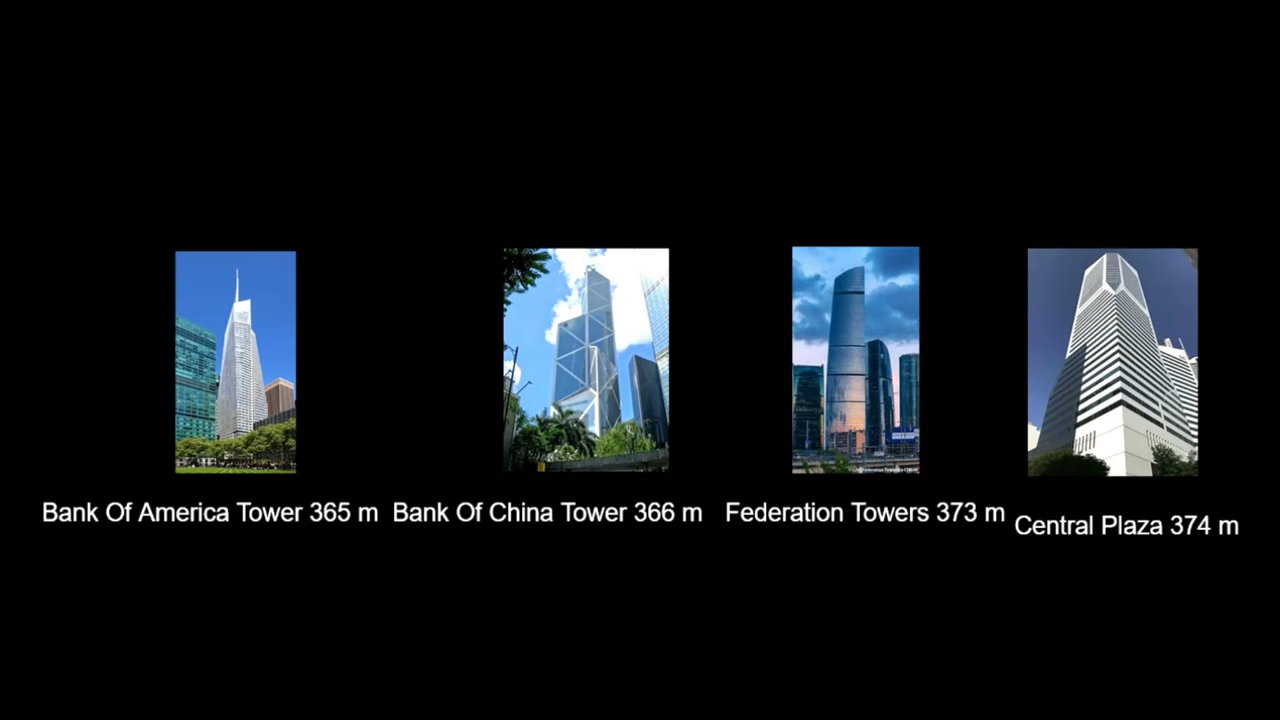 Bank Of America Tower 365 m
Bank Of China Tower 366 m
Federation Towers 373 m
Central Plaza 374 m